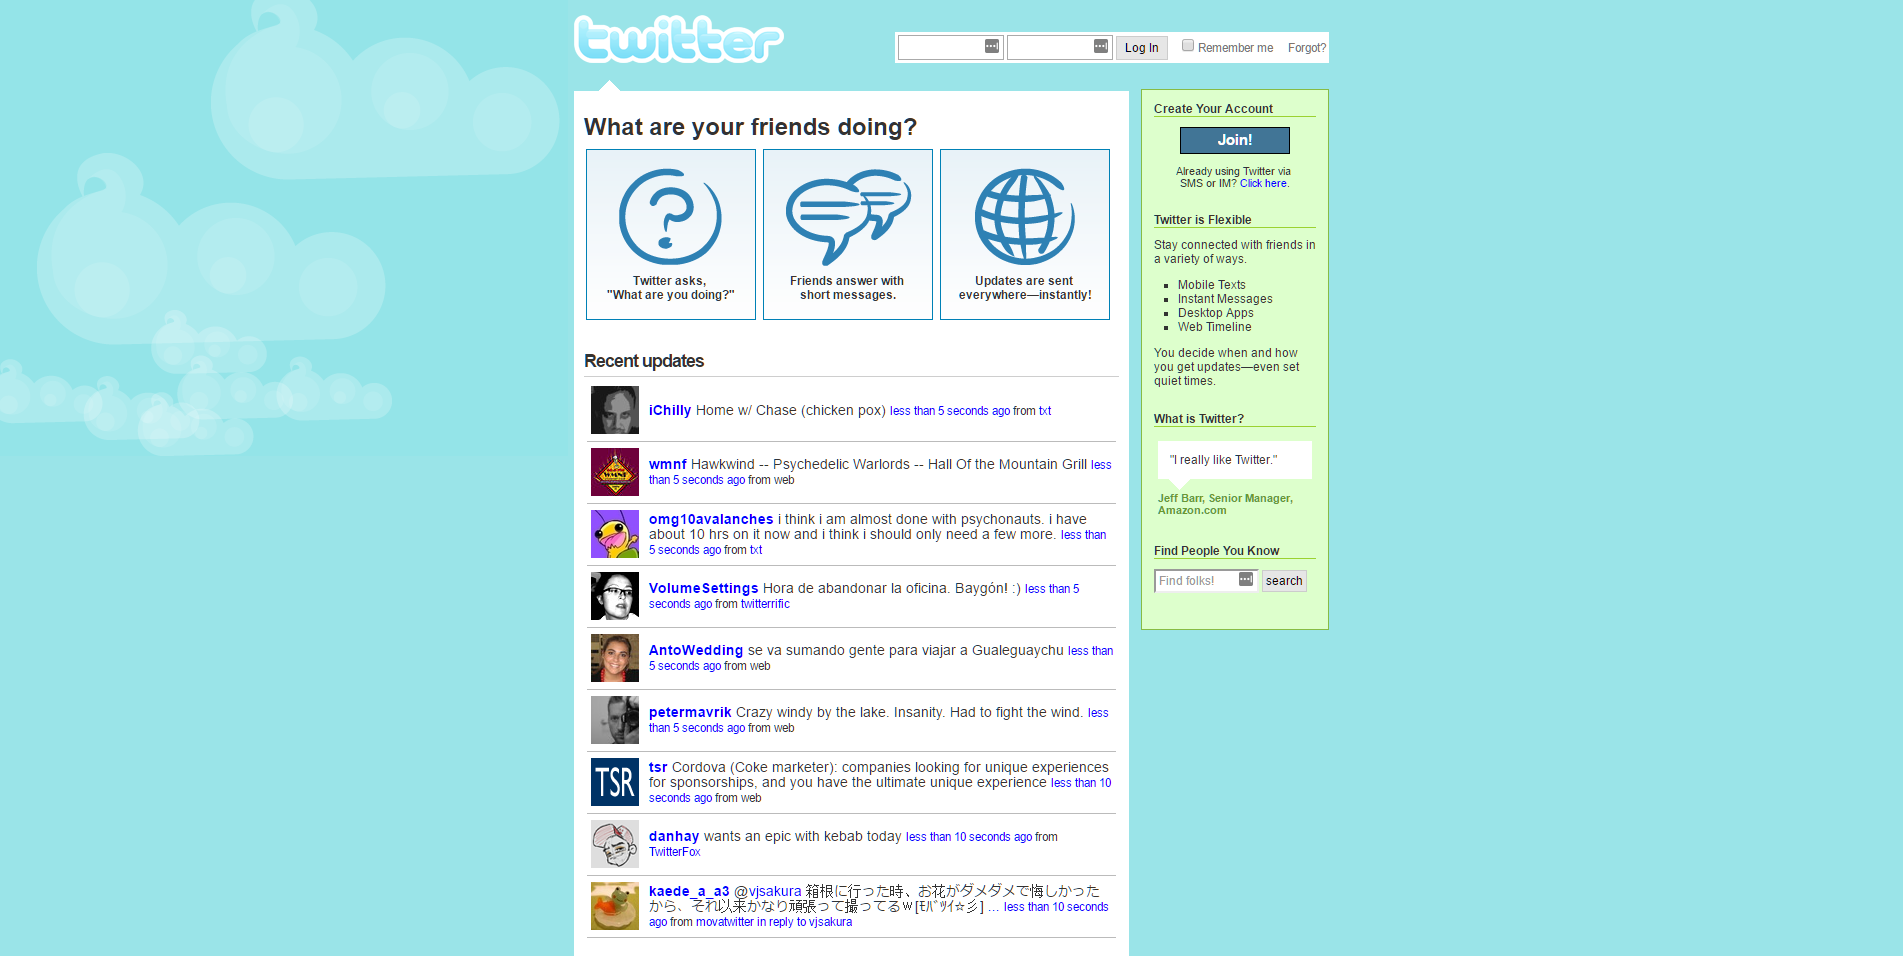 twitter
Log In
Remember me
Forgot?
What are your friends doing?
Twitter asks,
"What are you doing?"
Friends answer with
short messages.
Updates are sent
everywhere—instantly!
Recent updates
iChilly Home w/ Chase (chicken pox) less than 5 seconds ago from txt
wmnf Hawkwind -- Psychedelic Warlords -- Hall Of the Mountain Grill less
than 5 seconds ago from web
omg10avalanches i think i am almost done with psychonauts. i have
about 10 hrs on it now and i think i should only need a few more. less than
5 seconds ago from txt
VolumeSettings Hora de abandonar la oficina. Baygón! :) less than 5
seconds ago from twitterrific
AntoWedding se va sumando gente para viajar a Gualeguaychu less than
5 seconds ago from web
petermavrik Crazy windy by the lake. Insanity. Had to fight the wind. less
than 5 seconds ago from web
TSR
tsr Cordova (Coke marketer): companies looking for unique experiences
for sponsorships, and you have the ultimate unique experience less than 10
seconds ago from web
danhay wants an epic with kebab today less than 10 seconds ago from
TwitterFox
kaede_a_a3 @vjsakura 箱根に行った時、お花がダメダメで悔しかった
から、それ以来かなり頑張って撮ってるｗ[ﾓﾊﾞﾂｲ☆彡] ... less than 10 seconds
ago from movatwitter in reply to vjsakura
Create Your Account
Join!
Already using Twitter via
SMS or IM? Click here.
Twitter is Flexible
Stay connected with friends in
a variety of ways.
Mobile Texts
Instant Messages
Desktop Apps
Web Timeline
You decide when and how
you get updates—even set
quiet times.
What is Twitter?
"I really like Twitter."
Jeff Barr, Senior Manager,
Amazon.com
Find People You Know
Find folks!
search